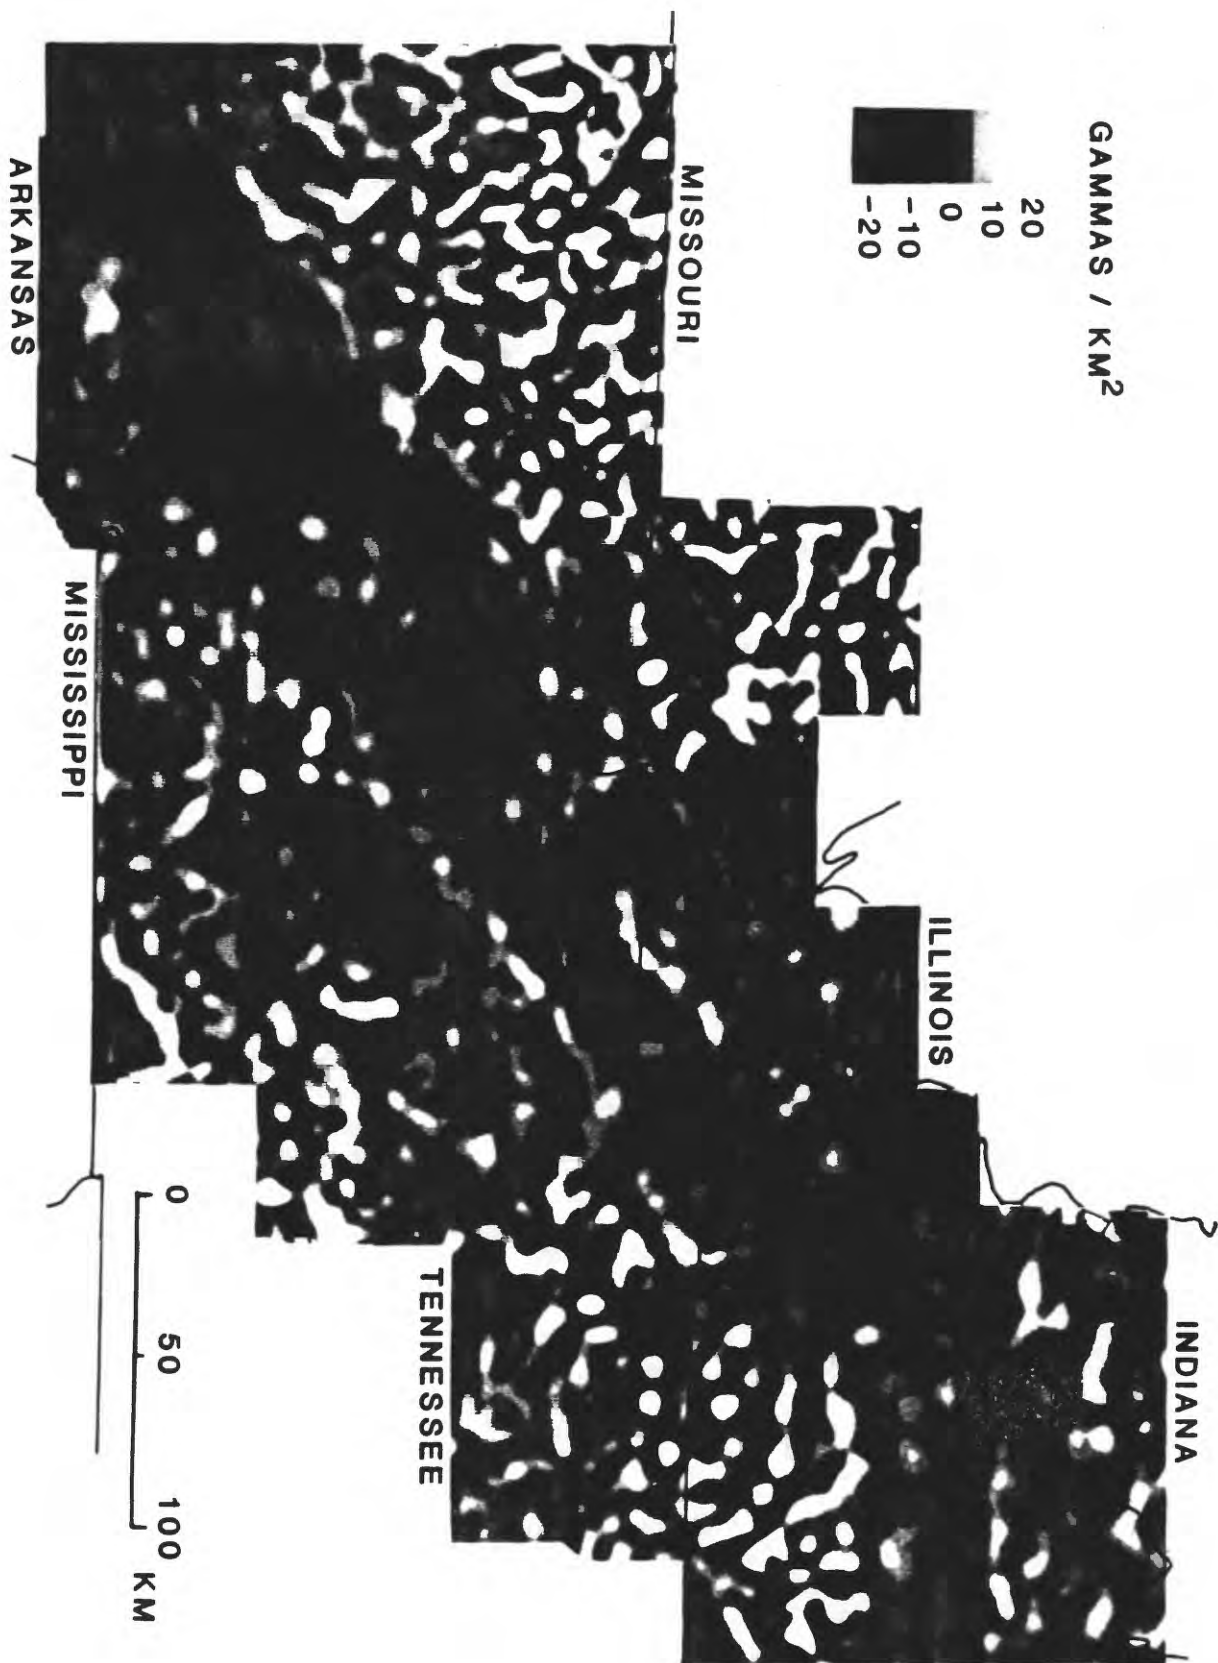 GAMMAS / KM²
20
10
0
-10
-20
MISSOURI
ILLINOIS
INDIANA
ARKANSAS
MISSISSIPPI
TENNESSEE
0 50 100 KM